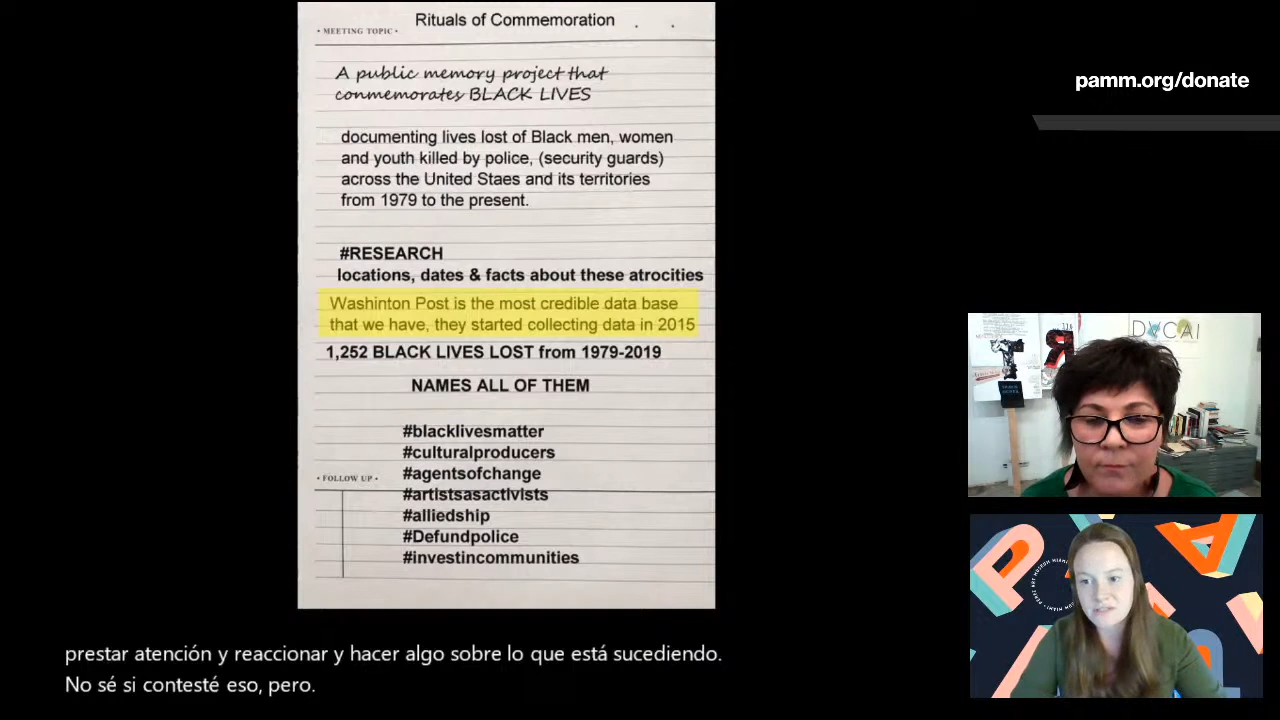 Rituals of Commemoration
• MEETING TOPIC •
A public memory project that
conmemorates BLACK LIVES
documenting lives lost of Black men, women
and youth killed by police, (security guards)
across the United Staes and its territories
from 1979 to the present.
#RESEARCH
locations, dates & facts about these atrocities
Washinton Post is the most credible data base
that we have, they started collecting data in 2015
1,252 BLACK LIVES LOST from 1979-2019
NAMES ALL OF THEM
#blacklivesmatter
#culturalproducers
• FOLLOW UP •
#agentsofchange
#artistsasactivists
#alliedship
#Defundpolice
#investincommunities
pamm.org/donate
DVCAI
prestar atención y reaccionar y hacer algo sobre lo que está sucediendo.
No sé si contesté eso, pero.